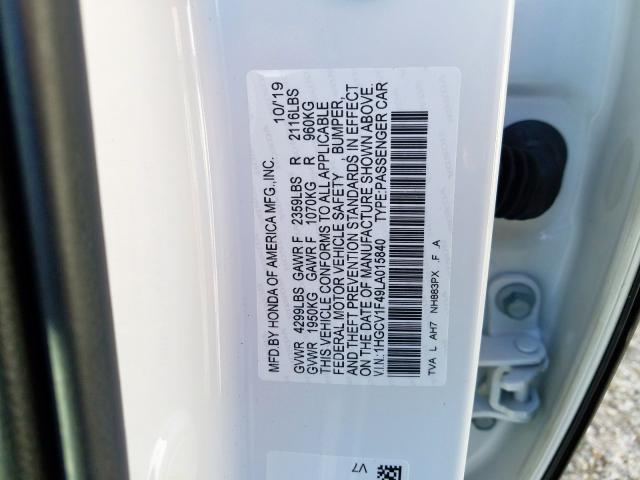 MFD.BY HONDA OF AMERICA MFG.,INC. 10/19
GVWR 4299LBS GAWR F 2359LBS R 2116LBS
GVWR 1950KG GAWR F 1070KG R 960KG
THIS VEHICLE CONFORMS TO ALL APPLICABLE
FEDERAL MOTOR VEHICLE SAFETY, BUMPER,
AND THEFT PREVENTION STANDARDS IN EFFECT
ON THE DATE OF MANUFACTURE SHOWN ABOVE.
V.I.N: 1HGCV1F49LA015840 TYPE:PASSENGER CAR
TVA L AH7 NH883PX F A
V7